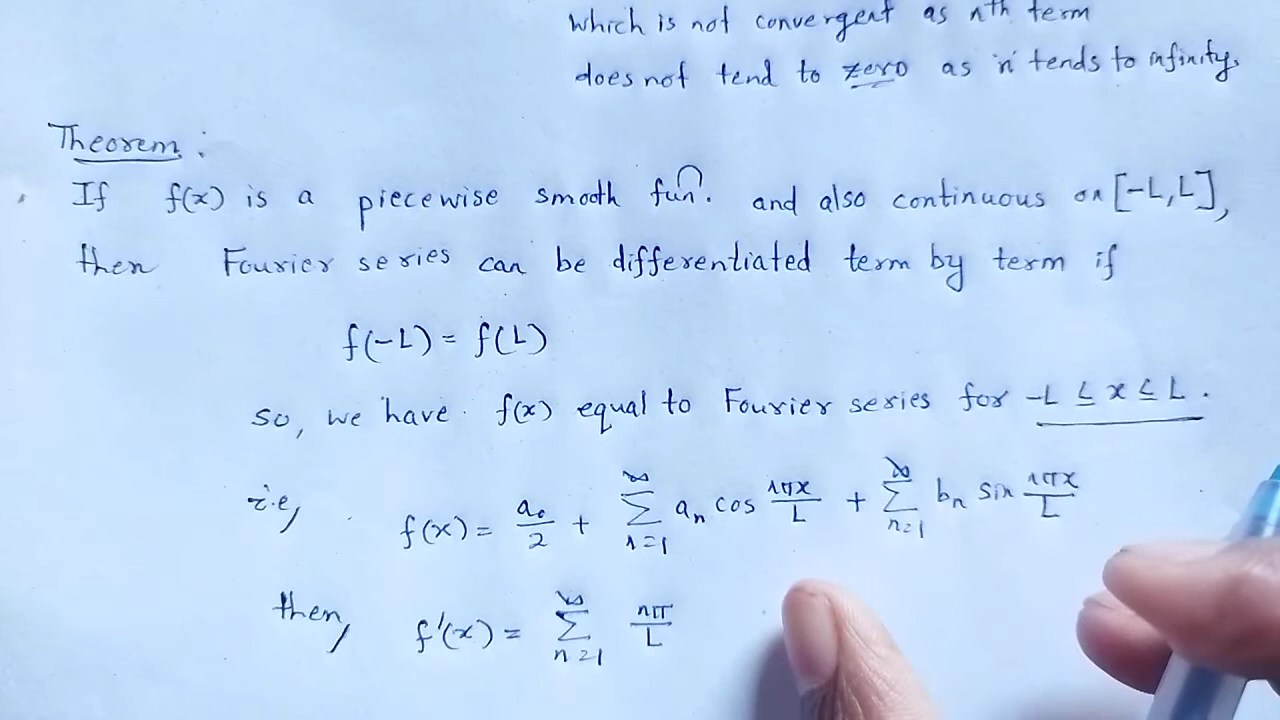 which is not convergent as nth term
does not tend to zero as 'n' tends to infinity.
Theorem :
If f(x) is a piecewise smooth fun. and also continuous on [-L, L],
then Fourier series can be differentiated term by term if
f(-L) = f(L)
so, we have f(x) equal to Fourier series for -L ≤ x ≤ L.
i.e, f(x) = a₀/2 + ∑_{n=1}^{∞} aₙ cos nπx/L + ∑_{n=1}^{∞} bₙ sin nπx/L
then, f'(x) = ∑_{n=1}^{∞} nπ/L